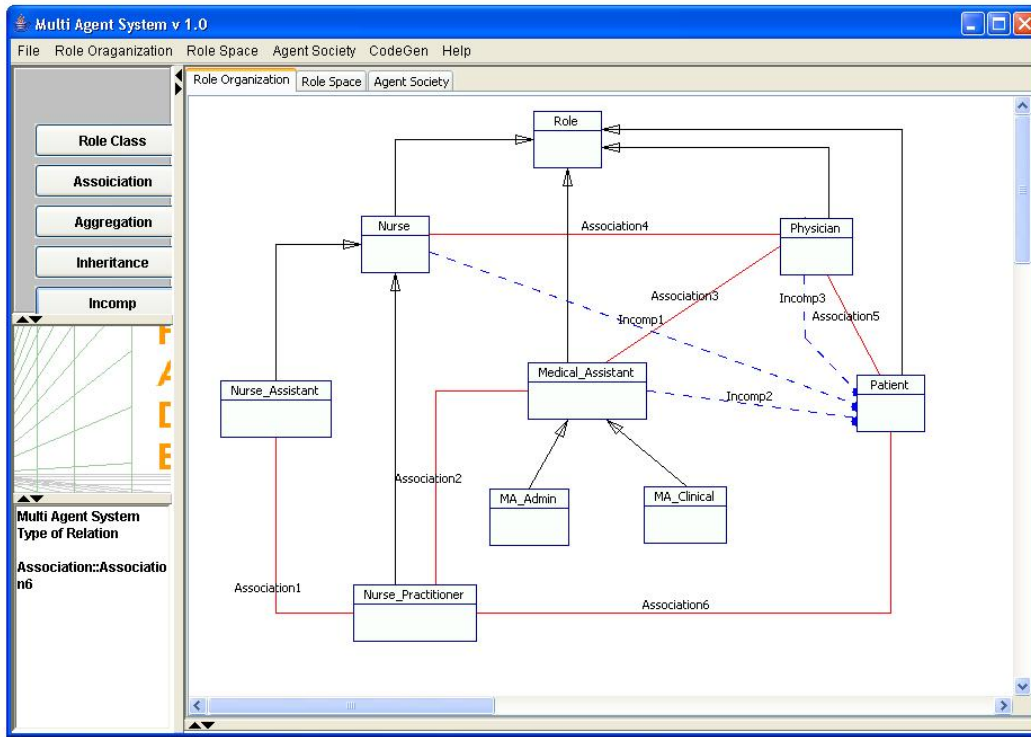 Multi Agent System v 1.0
File Role Oraganization Role Space Agent Society CodeGen Help
Role Organization Role Space Agent Society
Role Class
Assoiciation
Aggregation
Inheritance
Incomp
A
D
E
Multi Agent System
Type of Relation
Association::Associatio
n6
Role
Nurse
Association4
Physician
Association3
Incomp3
Incomp1
Association5
Nurse_Assistant
Medical_Assistant
Incomp2
Patient
Association2
MA_Admin
MA_Clinical
Association1
Nurse_Practitioner
Association6